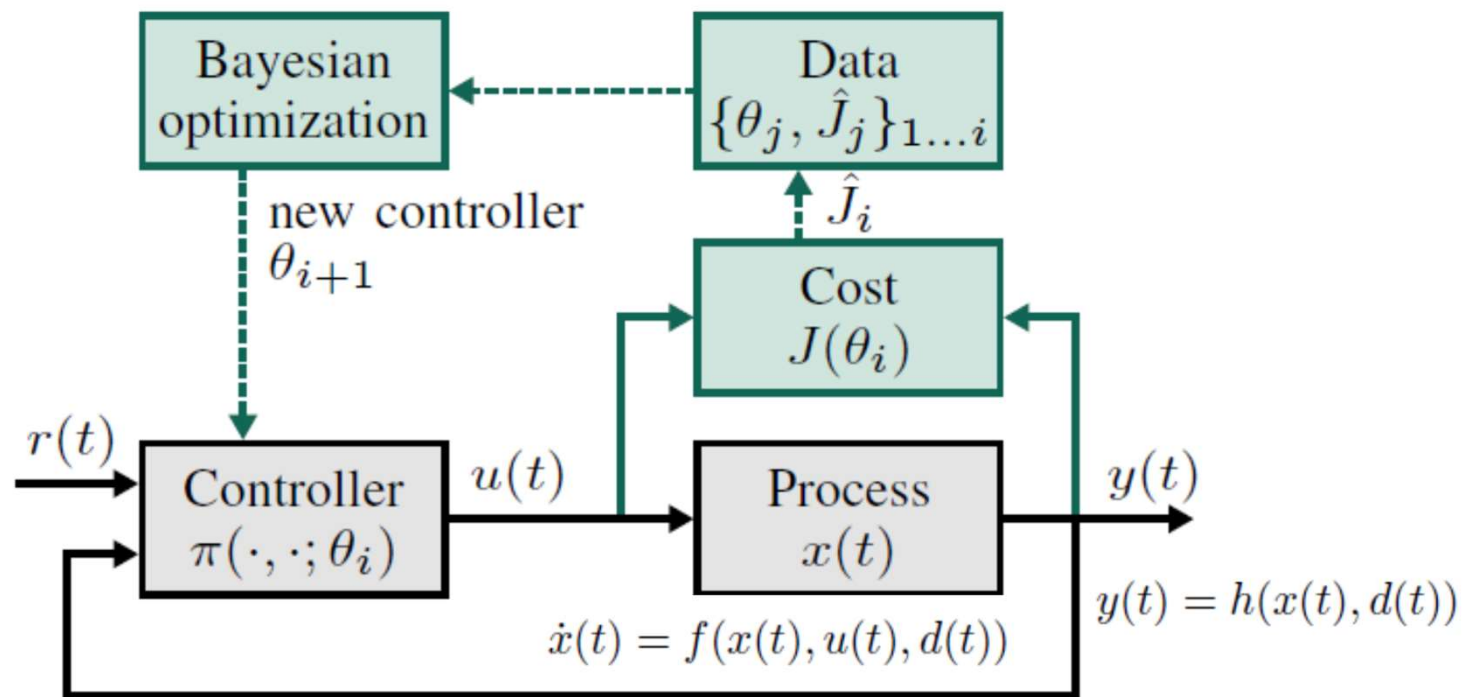 Bayesian
optimization
Data
{θ_j, Ĵ_j}_{1...i}
new controller
θ_{i+1}
Ĵ_i
Cost
J(θ_i)
r(t)
Controller
π(·, ·; θ_i)
u(t)
Process
x(t)
y(t)
y(t) = h(x(t), d(t))
ẋ(t) = f(x(t), u(t), d(t))